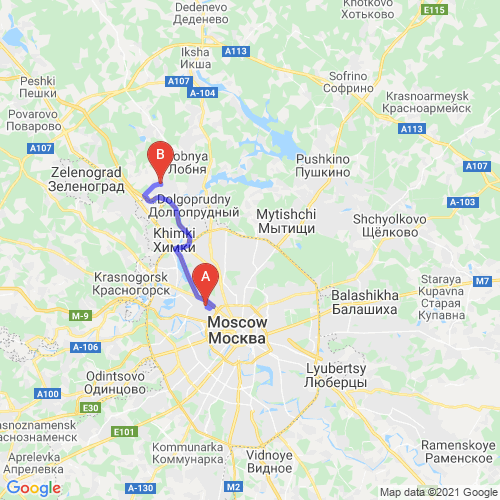 Dedenevo
Деденево
Khotkovo
Хотьково
E115
Iksha
Икша
A113
A107
Peshki
Пешки
A-104
Sofrino
Софрино
Krasnoarmeysk
Красноармейск
Povarovo
Поварово
A107
A113
B
Lobnya
Лобня
Pushkino
Пушкино
Zelenograd
Зеленоград
A-103
Dolgoprudny
Долгопрудный
Mytishchi
Мытищи
Shchyolkovo
Щёлково
Khimki
Химки
Krasnogorsk
Красногорск
A
Staraya
Kupavna
Старая
Купавна
M7
Balashikha
Балашиха
M-9
Moscow
Москва
A-106
Lyubertsy
Люберцы
Odintsovo
Одинцово
A100
E30
asnoznamensk
аснознаменск
E101
Kommunarka
Коммунарка
Vidnoye
Видное
Ramenskoye
Раменское
Aprelevka
Апрелевка
A-130
M2
Google
Map data ©2021 Google